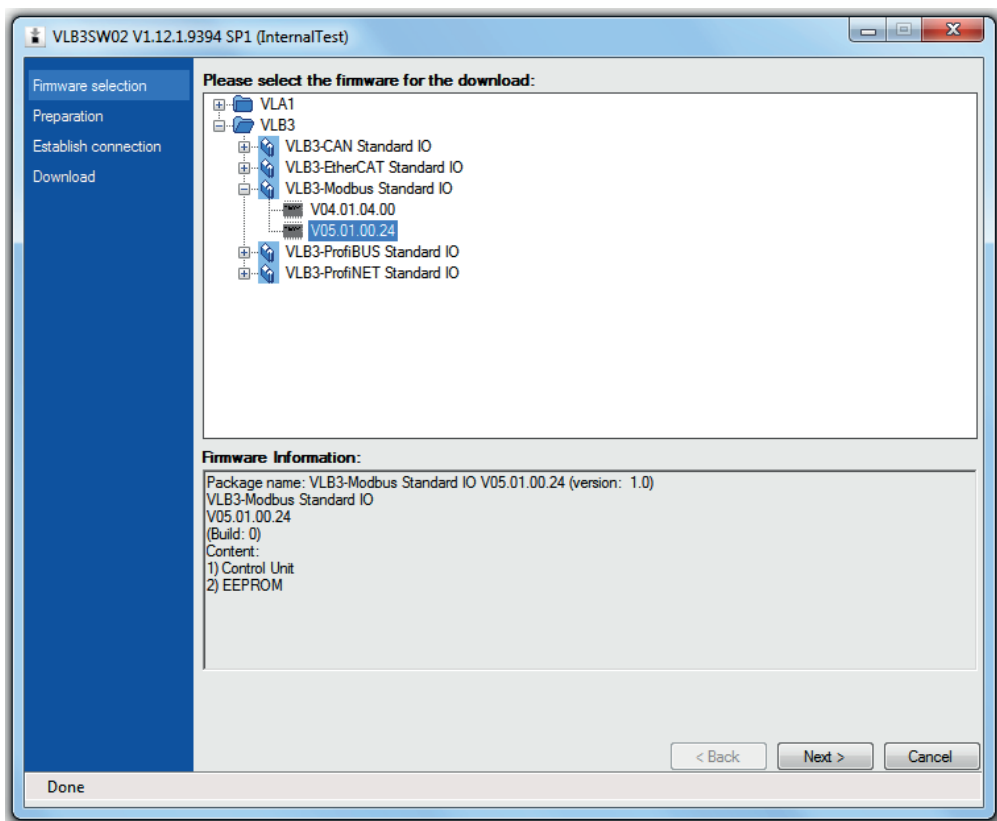 VLB3SW02 V1.12.1.9394 SP1 (InternalTest)
Firmware selection
Preparation
Establish connection
Download
Please select the firmware for the download:
VLA1
VLB3
VLB3-CAN Standard IO
VLB3-EtherCAT Standard IO
VLB3-Modbus Standard IO
V04.01.04.00
V05.01.00.24
VLB3-ProfiBUS Standard IO
VLB3-ProfiNET Standard IO
Firmware Information:
Package name: VLB3-Modbus Standard IO V05.01.00.24 (version: 1.0)
VLB3-Modbus Standard IO
V05.01.00.24
(Build: 0)
Content:
1) Control Unit
2) EEPROM
< Back Next > Cancel
Done